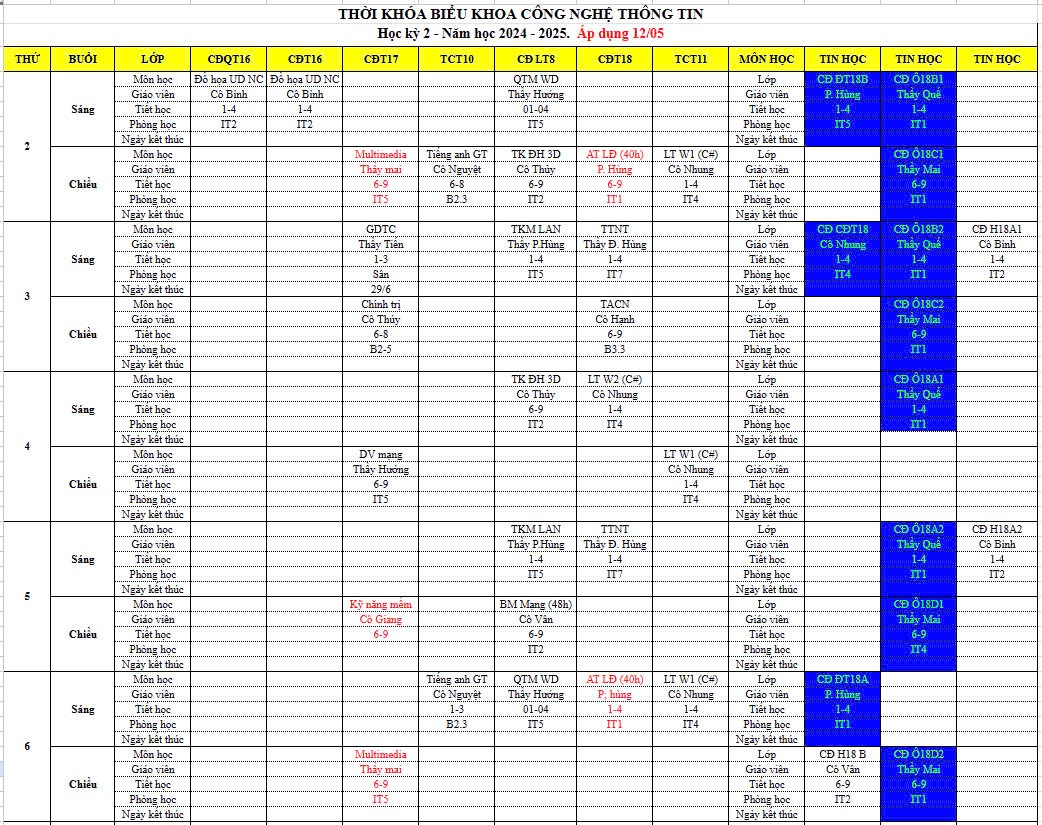 THỜI KHÓA BIỂU KHOA CÔNG NGHỆ THÔNG TIN
Học kỳ 2 - Năm học 2024 - 2025. Áp dụng 12/05
THỨ BUỔI LỚP CĐQT16 CĐT16 CĐT17 TCT10 CĐ LT8 CĐT18 TCT11 MÔN HỌC TIN HỌC TIN HỌC TIN HỌC
2
Sáng
Môn học Đồ họa UD NC Đồ họa UD NC QTM WD Lớp CĐ ĐT18B CĐ Ô18B1
Giáo viên Cô Bình Cô Bình Thầy Hướng Giáo viên P. Hùng Thầy Quế
Tiết học 1-4 1-4 01-04 Tiết học 1-4 1-4
Phòng học IT2 IT2 IT5 Phòng học IT5 IT1
Ngày kết thúc Ngày kết thúc
Chiều
Môn học Multimedia Tiếng anh GT TK ĐH 3D AT LĐ (40h) LT W1 (C#) Lớp CĐ Ô18C1
Giáo viên Thầy mai Cô Nguyệt Cô Thúy P. Hùng Cô Nhung Giáo viên Thầy Mai
Tiết học 6-9 6-8 6-9 6-9 1-4 Tiết học 6-9
Phòng học IT5 B2.3 IT2 IT1 IT4 Phòng học IT1
Ngày kết thúc Ngày kết thúc
3
Sáng
Môn học GDTC TKM LAN TTNT Lớp CĐ CĐT18 CĐ Ô18B2 CĐ H18A1
Giáo viên Thầy Tiến Thầy P.Hùng Thầy Đ. Hùng Giáo viên Cô Nhung Thầy Quế Cô Bình
Tiết học 1-3 1-4 1-4 Tiết học 1-4 1-4 1-4
Phòng học Sân IT5 IT7 Phòng học IT4 IT1 IT2
Ngày kết thúc 29/6 Ngày kết thúc
Chiều
Môn học Chính trị TACN Lớp CĐ Ô18C2
Giáo viên Cô Thúy Cô Hạnh Giáo viên Thầy Mai
Tiết học 6-8 6-9 Tiết học 6-9
Phòng học B2-5 B3.3 Phòng học IT1
Ngày kết thúc Ngày kết thúc
4
Sáng
Môn học TK ĐH 3D LT W2 (C#) Lớp CĐ Ô18A1
Giáo viên Cô Thúy Cô Nhung Giáo viên Thầy Quế
Tiết học 6-9 1-4 Tiết học 1-4
Phòng học IT2 IT4 Phòng học IT1
Ngày kết thúc Ngày kết thúc
Chiều
Môn học DV mạng LT W1 (C#) Lớp
Giáo viên Thầy Hướng Cô Nhung Giáo viên
Tiết học 6-9 1-4 Tiết học
Phòng học IT5 IT4 Phòng học
Ngày kết thúc Ngày kết thúc
5
Sáng
Môn học TKM LAN TTNT Lớp CĐ Ô18A2 CĐ H18A2
Giáo viên Thầy P.Hùng Thầy Đ. Hùng Giáo viên Thầy Quế Cô Bình
Tiết học 1-4 1-4 Tiết học 1-4 1-4
Phòng học IT5 IT7 Phòng học IT1 IT2
Ngày kết thúc Ngày kết thúc
Chiều
Môn học Kỹ năng mềm BM Mạng (48h) Lớp CĐ Ô18D1
Giáo viên Cô Giang Cô Vân Giáo viên Thầy Mai
Tiết học 6-9 6-9 Tiết học 6-9
Phòng học IT2 Phòng học IT4
Ngày kết thúc Ngày kết thúc
6
Sáng
Môn học Tiếng anh GT QTM WD AT LĐ (40h) LT W1 (C#) Lớp CĐ ĐT18A
Giáo viên Cô Nguyệt Thầy Hướng P; hùng Cô Nhung Giáo viên P. Hùng
Tiết học 1-3 01-04 1-4 1-4 Tiết học 1-4
Phòng học B2.3 IT5 IT1 IT4 Phòng học IT1
Ngày kết thúc Ngày kết thúc
Chiều
Môn học Multimedia Lớp CĐ H18 B CĐ Ô18D2
Giáo viên Thầy mai Giáo viên Cô Vân Thầy Mai
Tiết học 6-9 Tiết học 6-9 6-9
Phòng học IT5 Phòng học IT2 IT1
Ngày kết thúc Ngày kết thúc